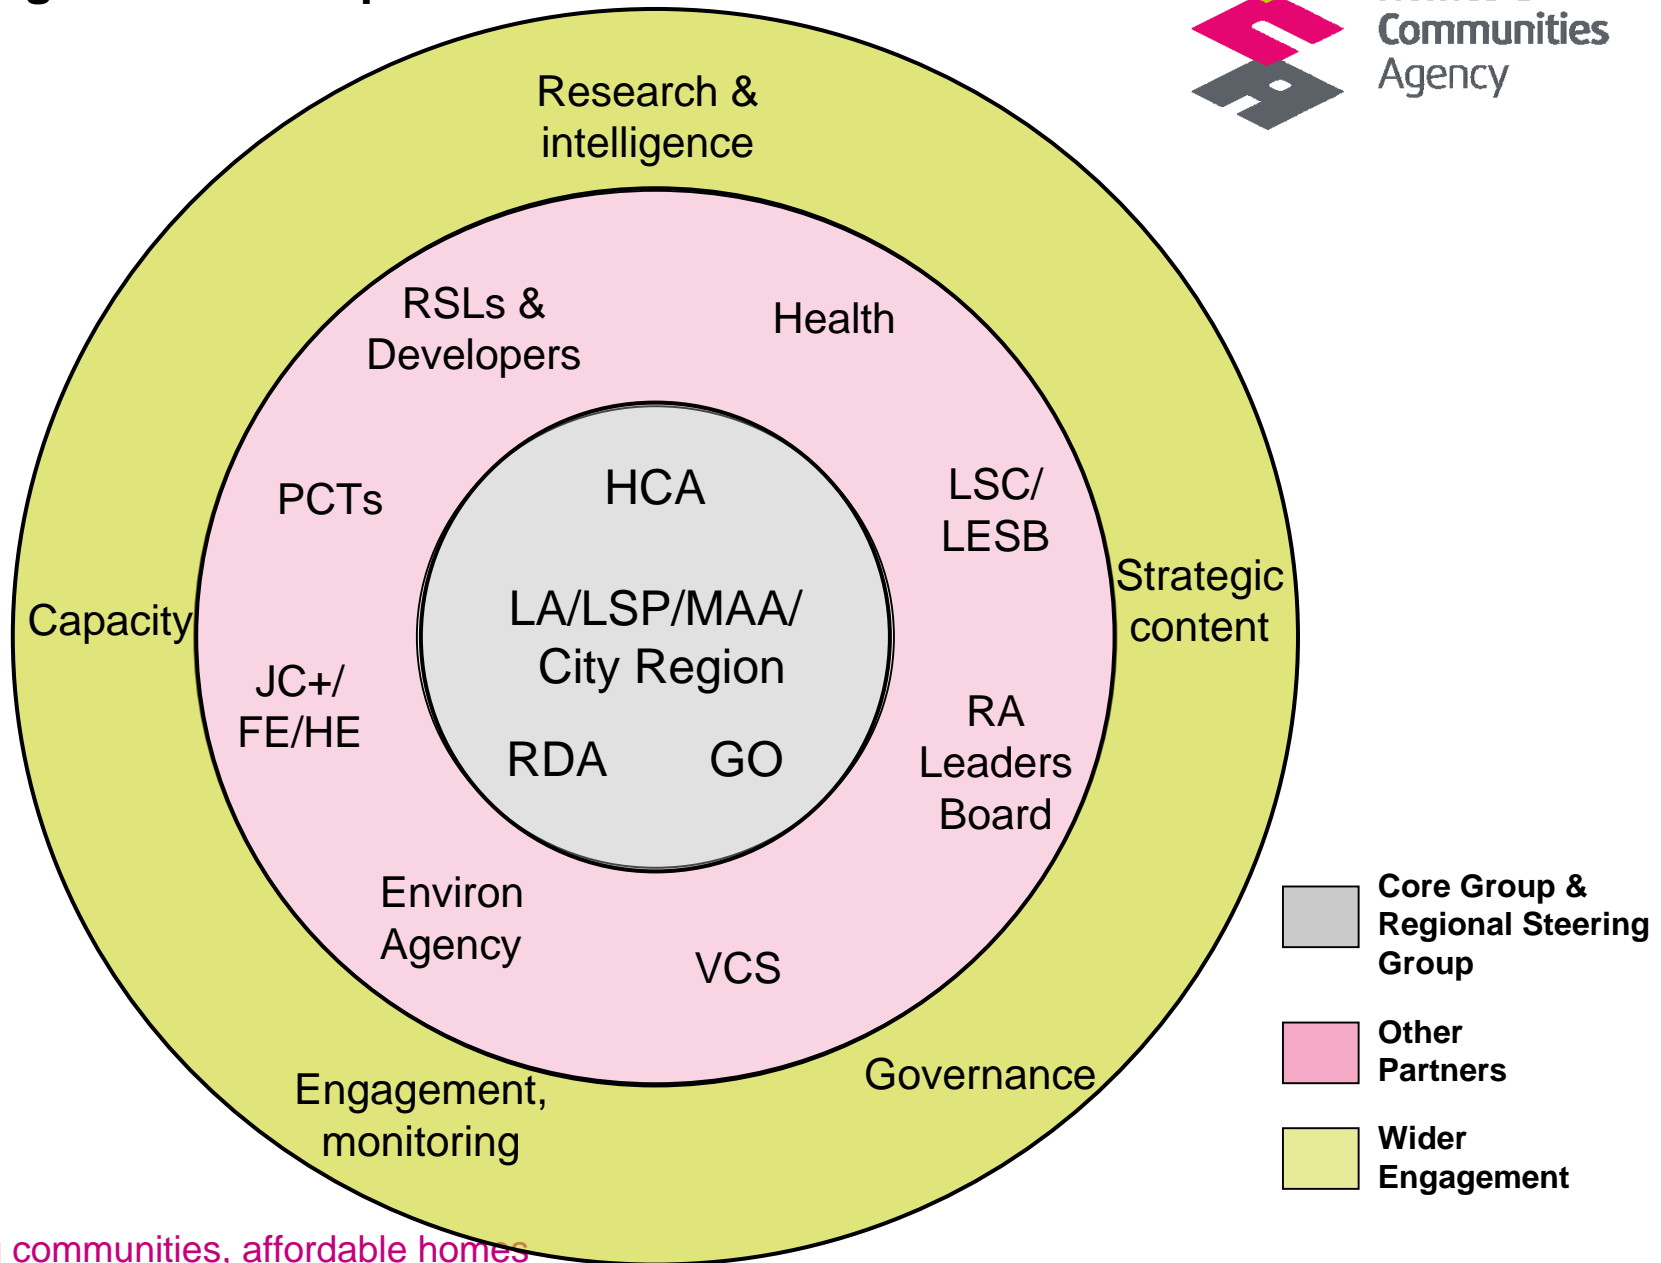 Communities
Agency
Research &
intelligence
RSLs &
Developers
Health
PCTs
HCA
LSC/
LESB
Strategic
content
Capacity
LA/LSP/MAA/
City Region
JC+/
FE/HE
RA
Leaders
Board
RDA GO
Environ
Agency
VCS
Core Group &
Regional Steering
Group
Other
Partners
Governance
Engagement,
monitoring
Wider
Engagement
communities, affordable homes